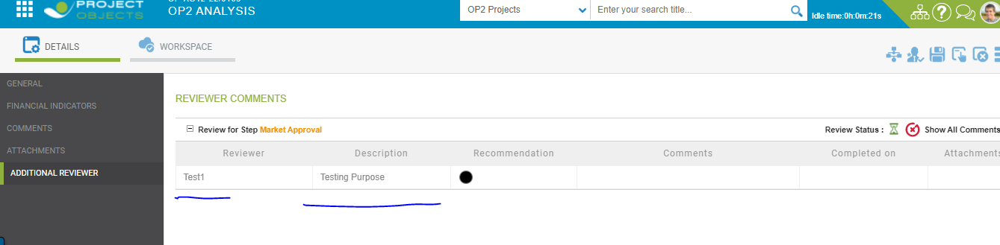 PROJECT
OBJECTS
OP2 ANALYSIS
OP2 Projects
Enter your search title...
Idle time:0h:0m:21s
DETAILS
WORKSPACE
GENERAL
FINANCIAL INDICATORS
COMMENTS
ATTACHMENTS
ADDITIONAL REVIEWER
REVIEWER COMMENTS
Review for Step Market Approval
Review Status :
Show All Comments
Reviewer Description Recommendation Comments Completed on Attachments
Test1 Testing Purpose